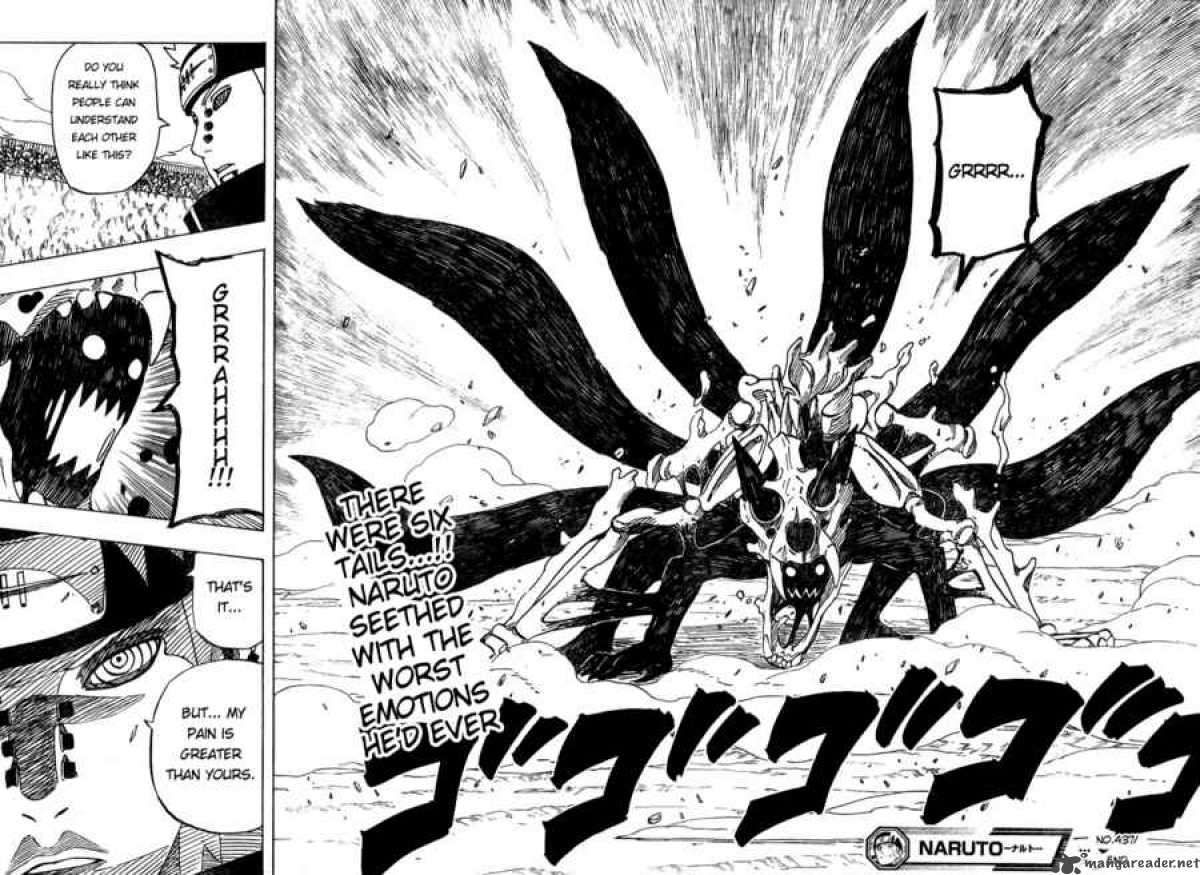 DO YOU
REALLY THINK
PEOPLE CAN
UNDERSTAND
EACH OTHER
LIKE THIS?
GRRRAHHHH!!!
THAT'S
IT...
BUT... MY
PAIN IS
GREATER
THAN YOURS.
GRRRR...
THERE
WERE SIX
TAILS...!!
NARUTO
SEETHED
WITH THE
WORST
EMOTIONS
HE'D EVER
ゴゴゴゴゴ
NARUTO–ナルト–
END
mangareader.net